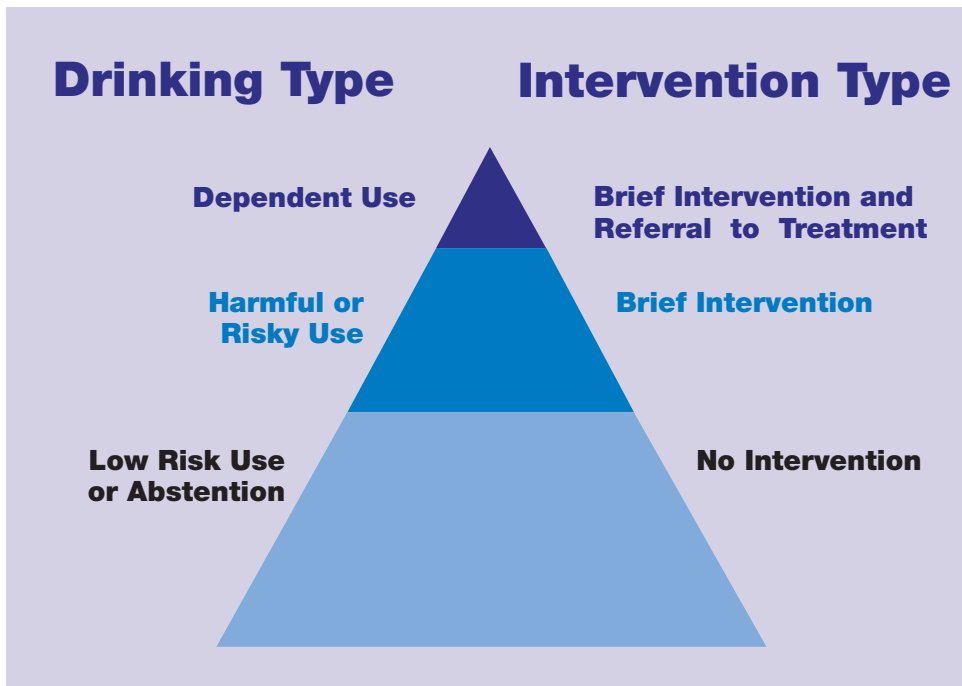 Drinking Type
Intervention Type
Dependent Use
Brief Intervention and
Referral to Treatment
Harmful or
Risky Use
Brief Intervention
Low Risk Use
or Abstention
No Intervention